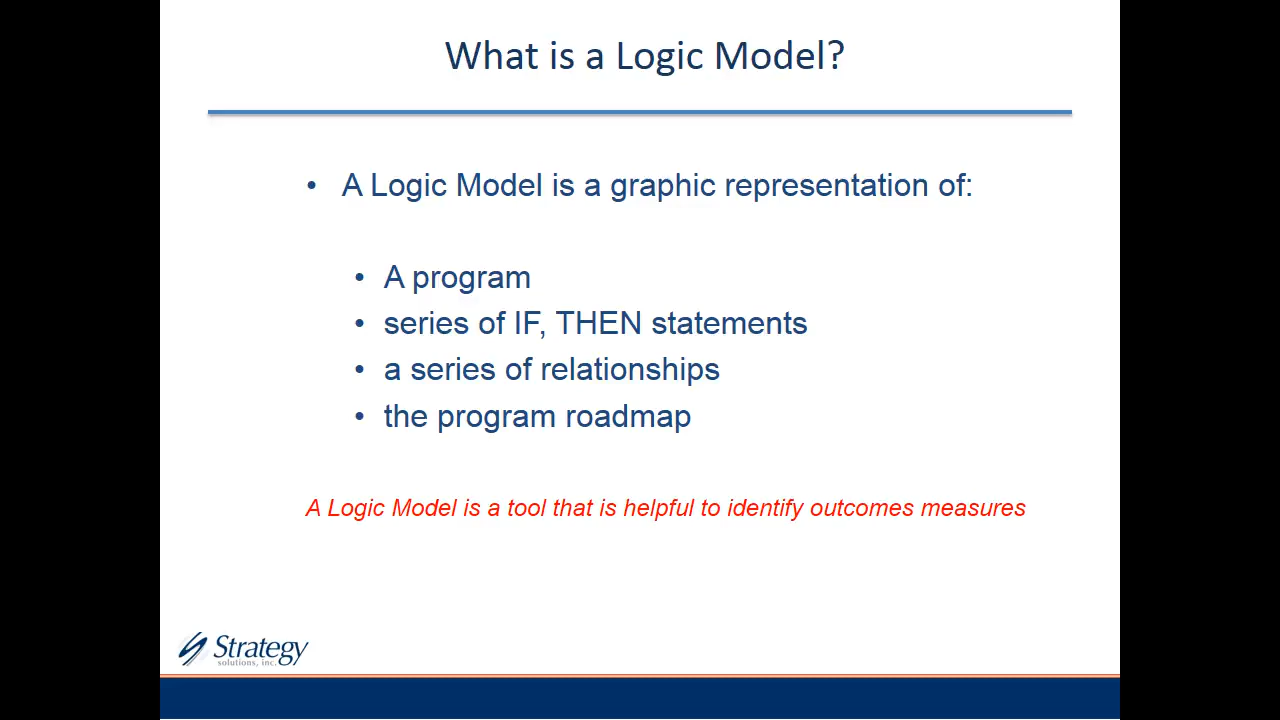 What is a Logic Model?
• A Logic Model is a graphic representation of:
• A program
• series of IF, THEN statements
• a series of relationships
• the program roadmap
A Logic Model is a tool that is helpful to identify outcomes measures
Strategy
solutions, inc.